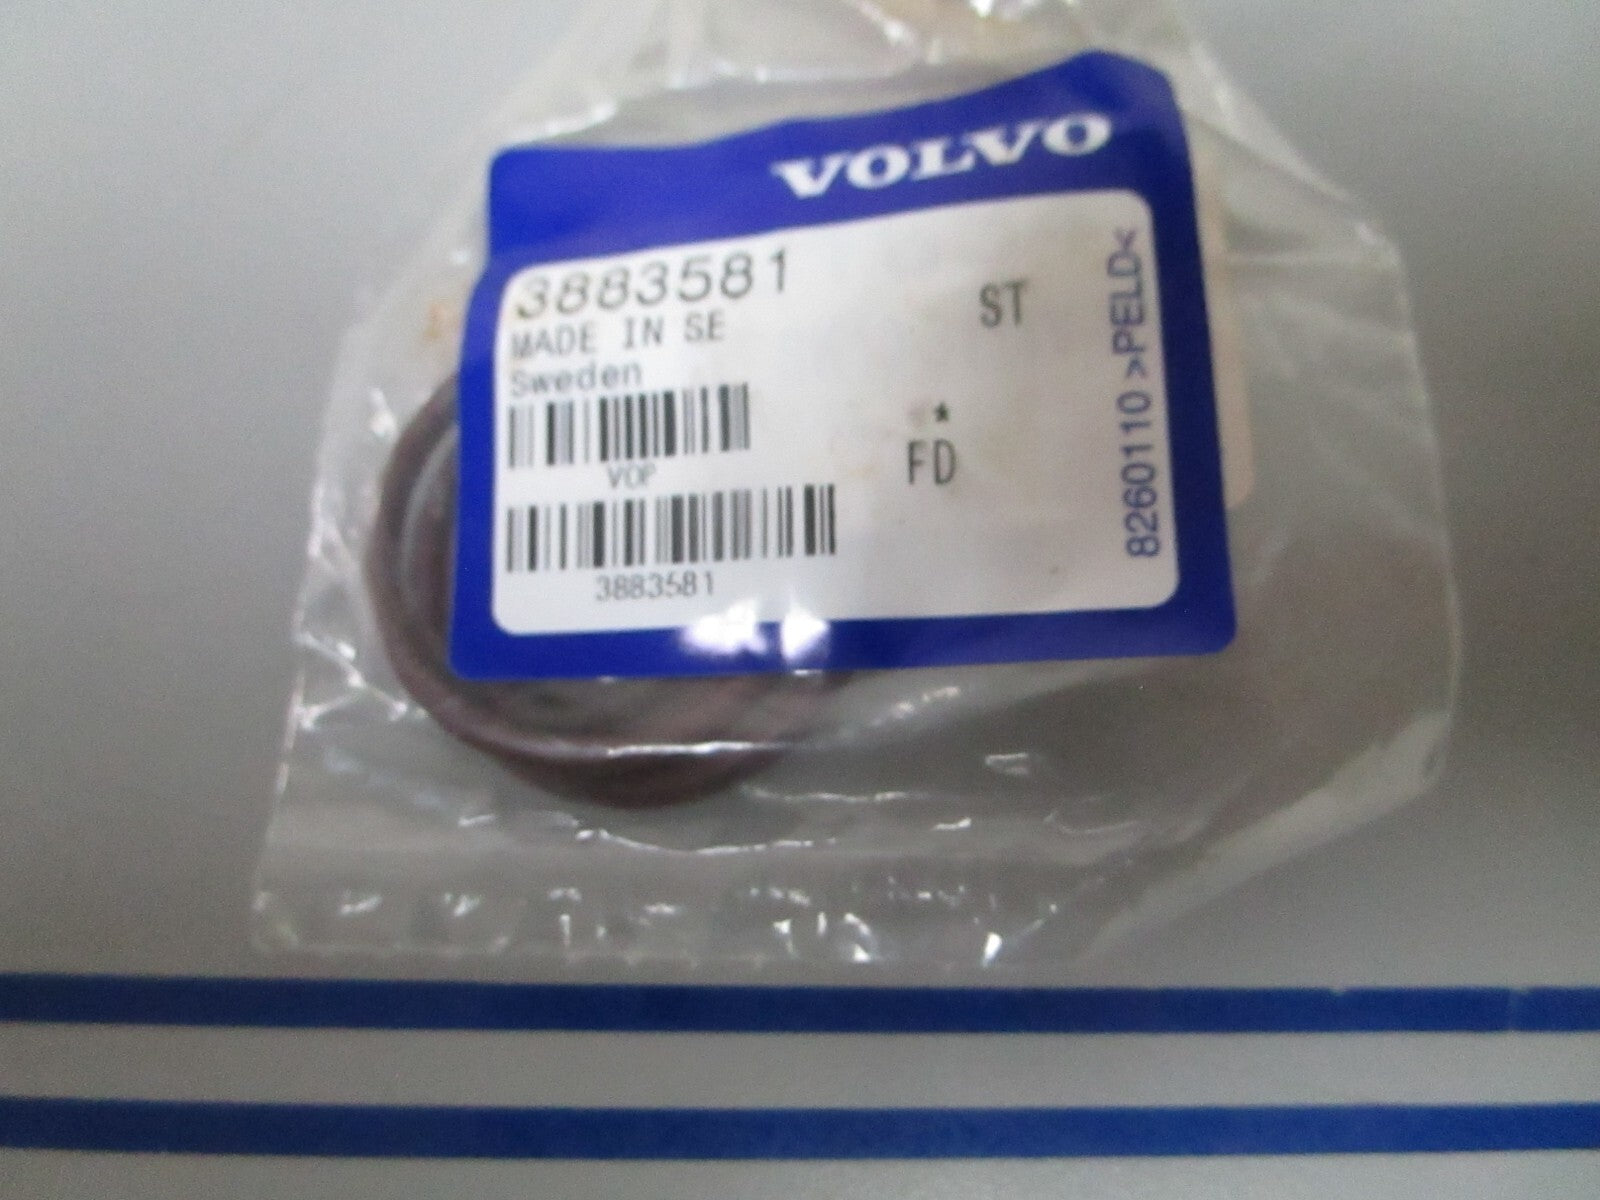 VOLVO
3883581
MADE IN SE
Sweden
ST
*
FD
VOP
3883581
8260110 >PELD<